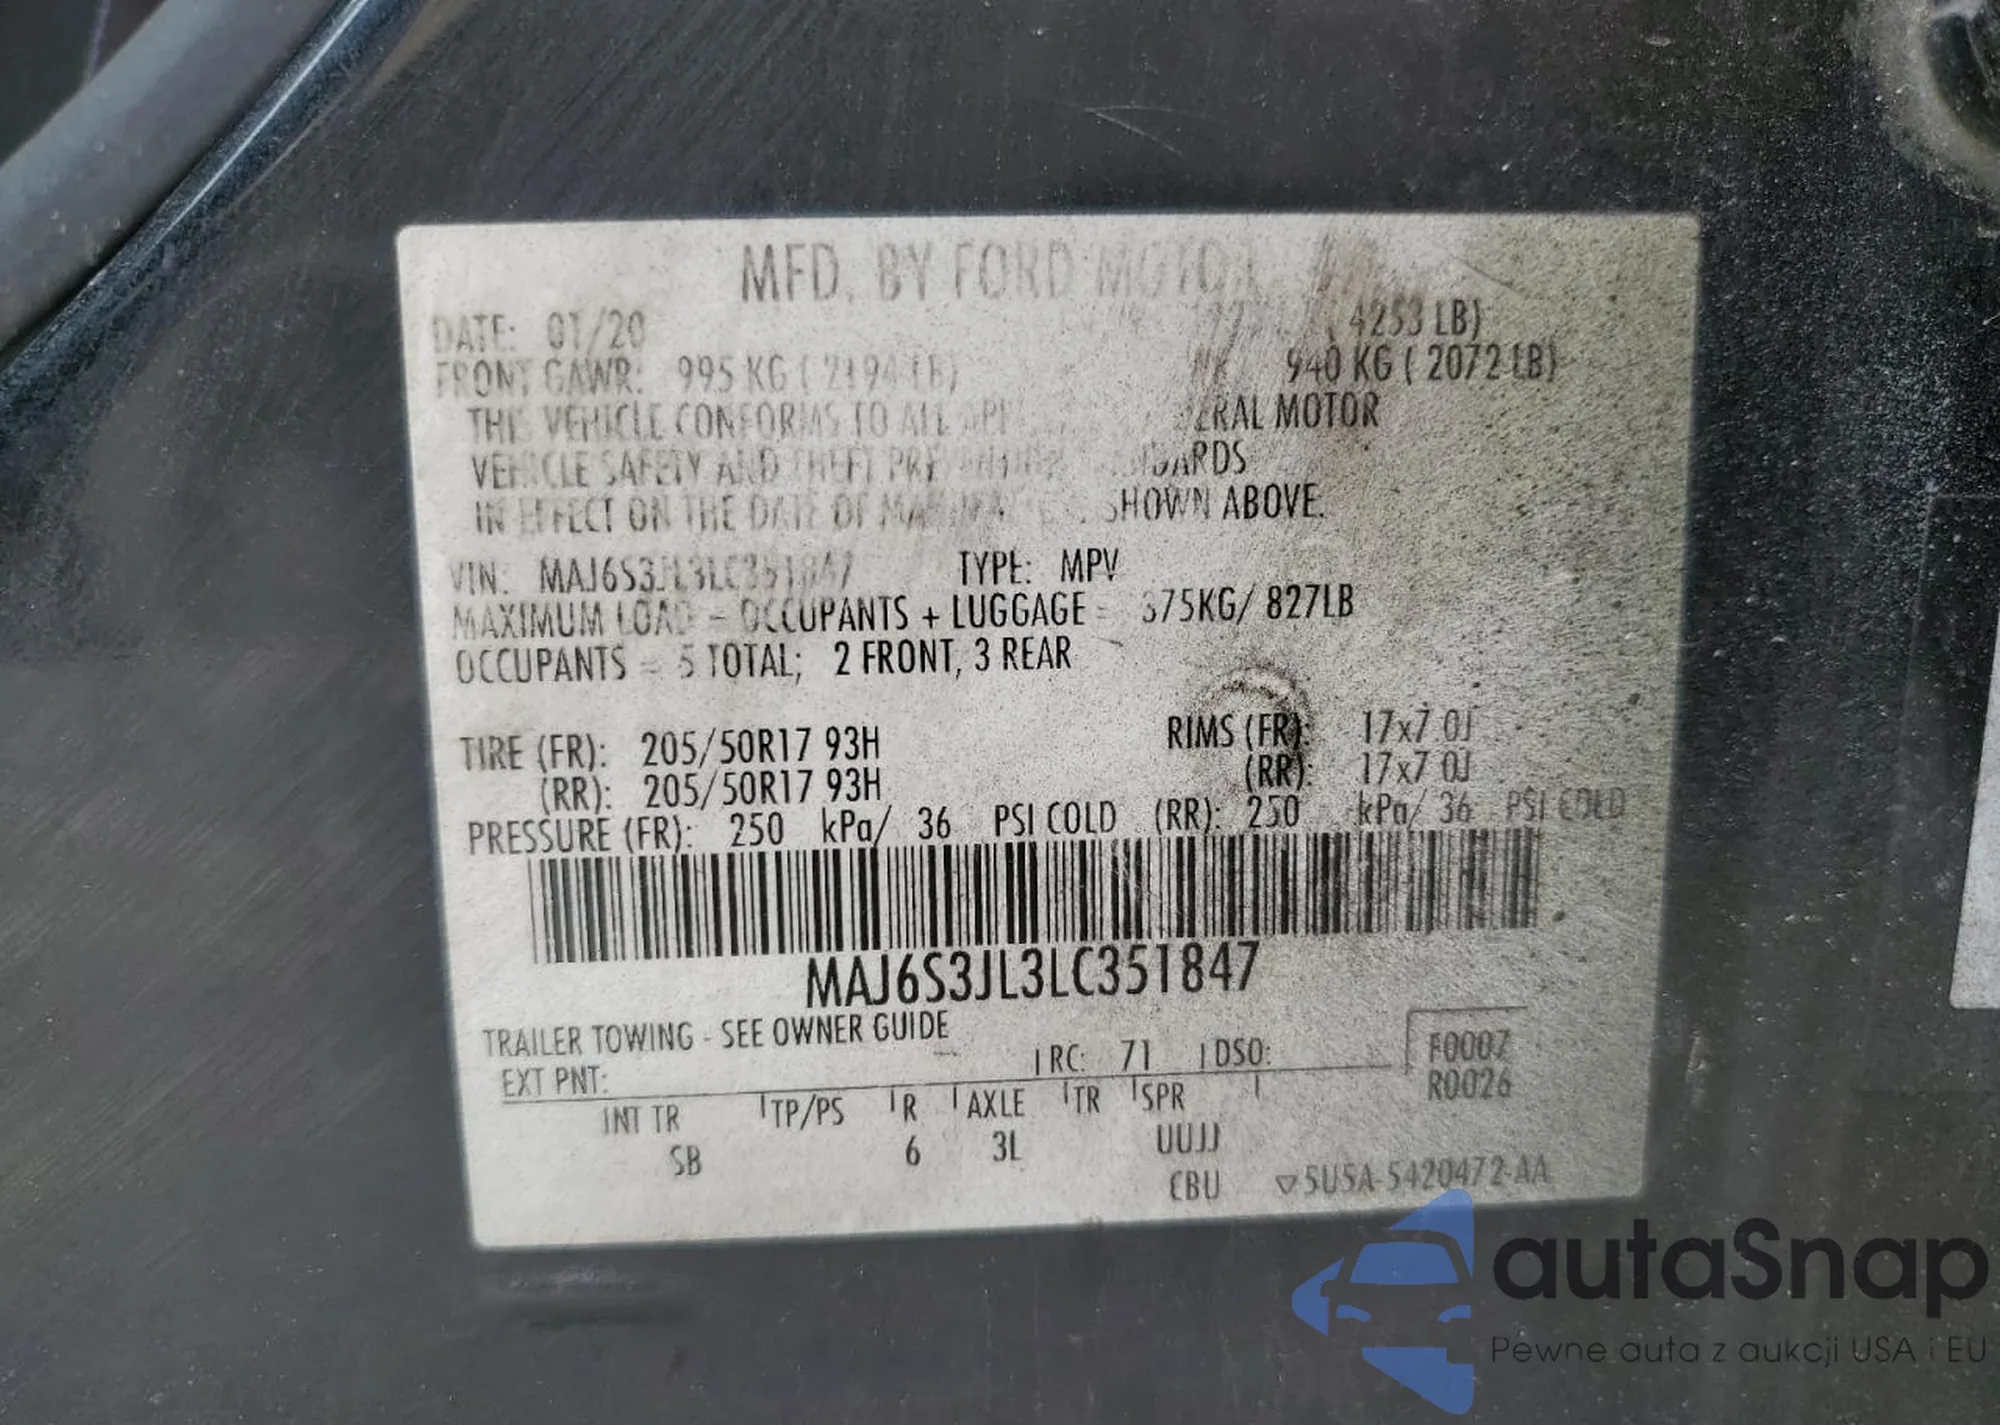 MFD. BY FORD MOTOR
DATE: 01/20 4253 LB)
FRONT GAWR: 995 KG ( 2194 LB) 940 KG ( 2072 LB)
THIS VEHICLE CONFORMS TO ALL MOTOR
VEHICLE SAFETY AND THEFT
IN EFFECT ON THE DATE OF SHOWN ABOVE.
VIN: MAJ6S3JL3LC351847 TYPE: MPV
MAXIMUM LOAD = OCCUPANTS + LUGGAGE = 375KG/ 827LB
OCCUPANTS = 5 TOTAL; 2 FRONT, 3 REAR
TIRE (FR): 205/50R17 93H RIMS (FR): 17x7.0J
(RR): 205/50R17 93H (RR): 17x7.0J
PRESSURE (FR): 250 kPa/ 36 PSI COLD (RR): 250 kPa/ 36 PSI COLD
MAJ6S3JL3LC351847
TRAILER TOWING - SEE OWNER GUIDE
EXT PNT: RC: 71 DSO: F0007
R0026
INT TR TP/PS R AXLE TR SPR
SB 6 3L UUJJ
CBU ▽5U5A-5420472-AA
autaSnap
Pewne auta z aukcji USA i EU